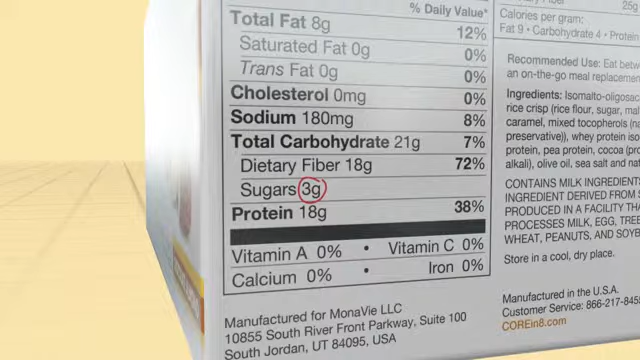 % Daily Value*
Total Fat 8g 12%
Saturated Fat 0g 0%
Trans Fat 0g 0%
Cholesterol 0mg 0%
Sodium 180mg 8%
Total Carbohydrate 21g 7%
Dietary Fiber 18g 72%
Sugars 3g
Protein 18g 38%
Vitamin A 0% • Vitamin C 0%
Calcium 0% • Iron 0%
Manufactured for MonaVie LLC
10855 South River Front Parkway, Suite 100
South Jordan, UT 84095, USA
Fiber 25g
Calories per gram:
Fat 9 • Carbohydrate 4 • Protein
Recommended Use: Eat
an on-the-go meal
Ingredients:
rice crisp (rice flour, sugar,
caramel, mixed tocopherols
preservative)), whey protein
protein, pea protein, cocoa
alkali), olive oil, sea salt and
CONTAINS MILK
INGREDIENT DERIVED FROM
PRODUCED IN A FACILITY
PROCESSES MILK, EGG,
WHEAT, PEANUTS, AND
Store in a cool, dry place.
Manufactured in the U.S.A.
Customer Service: 866-217-845
COREin8.com